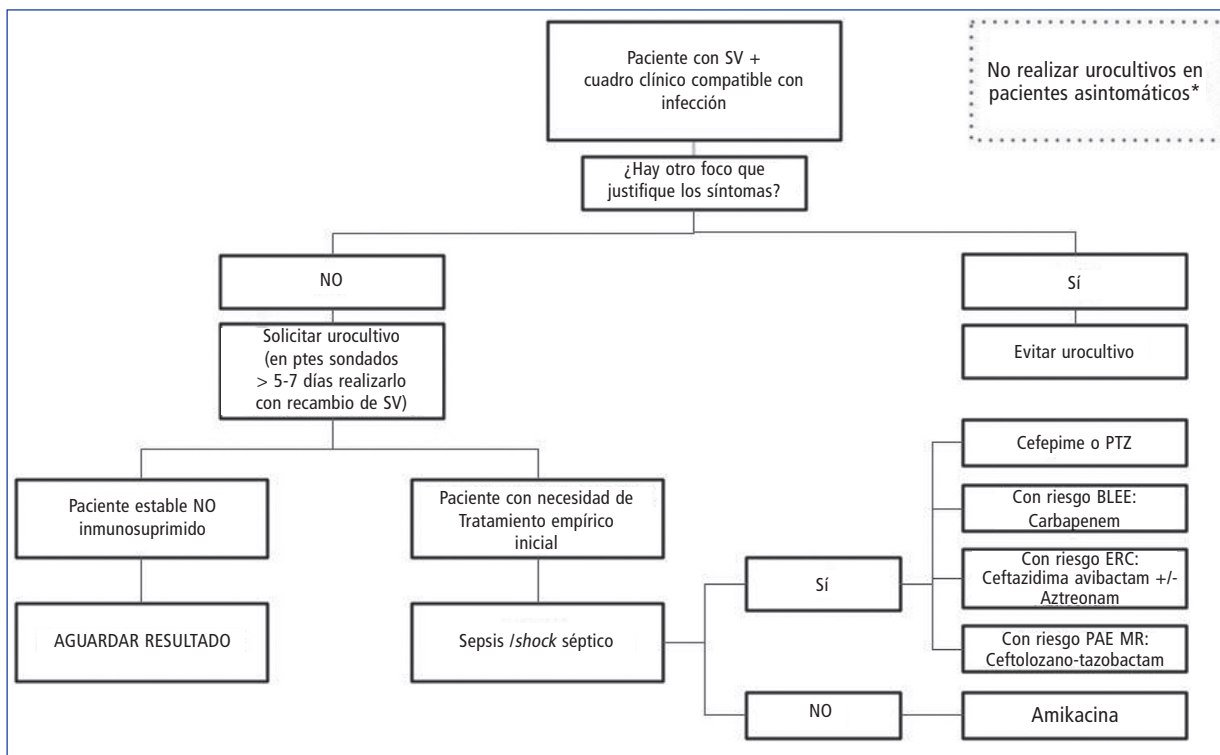 Paciente con SV +
cuadro clínico compatible con
infección
No realizar urocultivos en
pacientes asintomáticos*
¿Hay otro foco que
justifique los síntomas?
NO
Sí
Solicitar urocultivo
(en ptes sondados
> 5-7 días realizarlo
con recambio de SV)
Evitar urocultivo
Paciente estable NO
inmunosuprimido
Paciente con necesidad de
Tratamiento empírico
inicial
Cefepime o PTZ
Con riesgo BLEE:
Carbapenem
AGUARDAR RESULTADO
Sepsis /shock séptico
Sí
Con riesgo ERC:
Ceftazidima avibactam +/-
Aztreonam
Con riesgo PAE MR:
Ceftolozano-tazobactam
NO
Amikacina